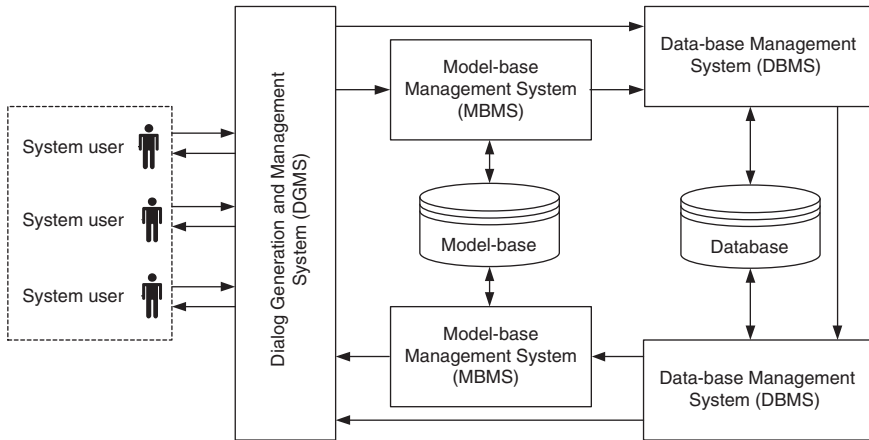 System user
System user
System user
Dialog Generation and Management
System (DGMS)
Model-base
Management System
(MBMS)
Data-base Management
System (DBMS)
Model-base
Database
Model-base
Management System
(MBMS)
Data-base Management
System (DBMS)